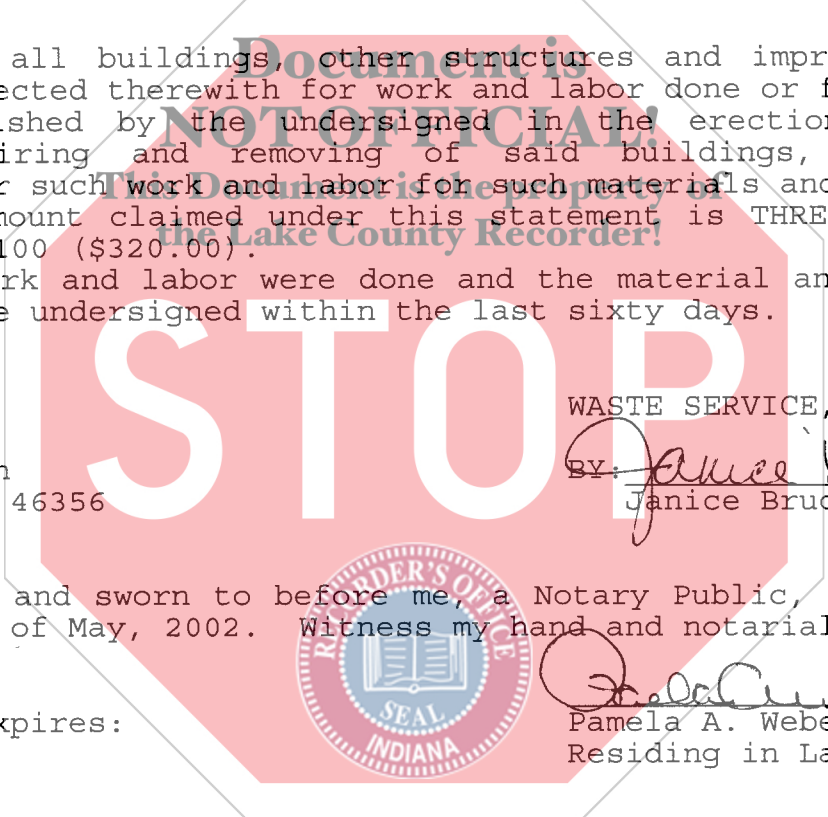 all buildings, other structures and impr
ected therewith for work and labor done or f
ished by the undersigned in the erection
iring and removing of said buildings,
r such work and labor for such materials and
mount claimed under this statement is THRE
100 ($320.00).
rk and labor were done and the material an
e undersigned within the last sixty days.
Document is
NOT OFFICIAL!
This Document is the property of
the Lake County Recorder!
STOP
WASTE SERVICE,
BY: Janice
n
46356
Janice Bruc
and sworn to before me, a Notary Public,
of May, 2002. Witness my hand and notarial
RECORDER'S OFFICE
SEAL
INDIANA
xpires:
Pamela A. Webe
Residing in La